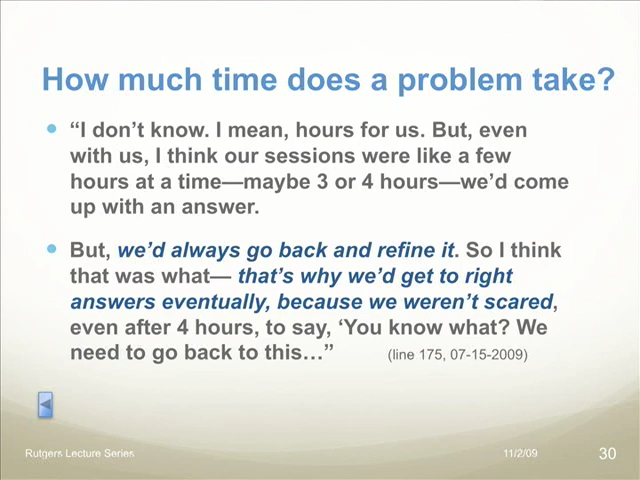 How much time does a problem take?
“I don’t know. I mean, hours for us. But, even
with us, I think our sessions were like a few
hours at a time—maybe 3 or 4 hours—we’d come
up with an answer.
But, we’d always go back and refine it. So I think
that was what— that’s why we’d get to right
answers eventually, because we weren’t scared,
even after 4 hours, to say, ‘You know what? We
need to go back to this…” (line 175, 07-15-2009)
Rutgers Lecture Series 11/2/09 30